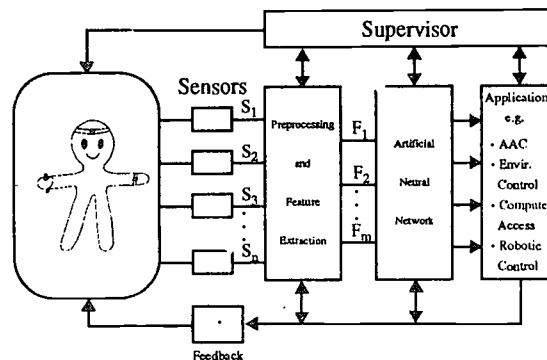 Supervisor
Sensors
S1
S2
S3
Sn
Preprocessing
and
Feature
Extraction
F1
F2
Fm
Artificial
Neural
Network
Application
e.g.
· AAC
· Envir.
Control
· Compute
Access
· Robotic
Control
Feedback